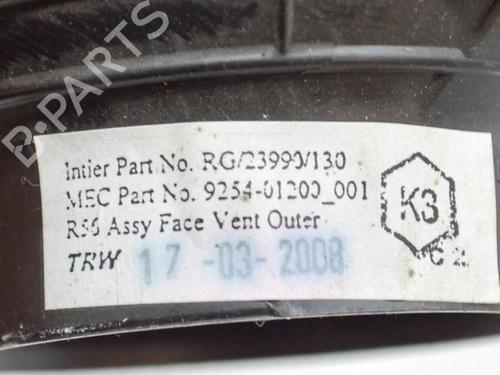 B-PARTS
Intier Part No. RG/23990/130
MEC Part No. 9254-01200_001
R56 Assy Face Vent Outer
TRW 17-03-2008
K3
C 2